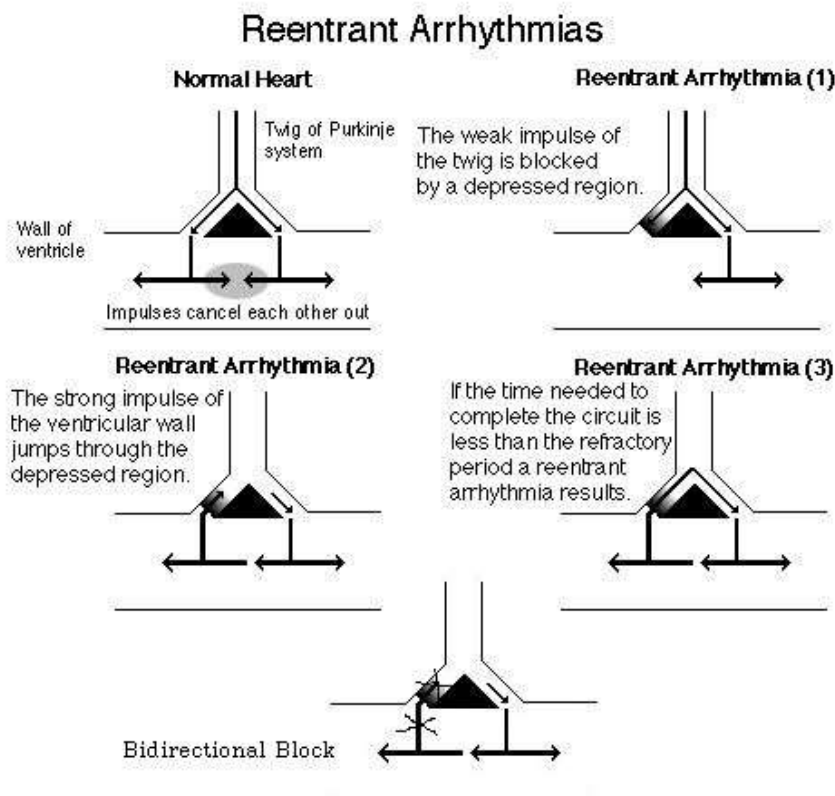 Reentrant Arrhythmias
Normal Heart
Twig of Purkinje
system
Wall of
ventricle
Impulses cancel each other out
Reentrant Arrhythmia (1)
The weak impulse of
the twig is blocked
by a depressed region.
Reentrant Arrhythmia (2)
The strong impulse of
the ventricular wall
jumps through the
depressed region.
Reentrant Arrhythmia (3)
If the time needed to
complete the circuit is
less than the refractory
period a reentrant
arrhythmia results.
Bidirectional Block